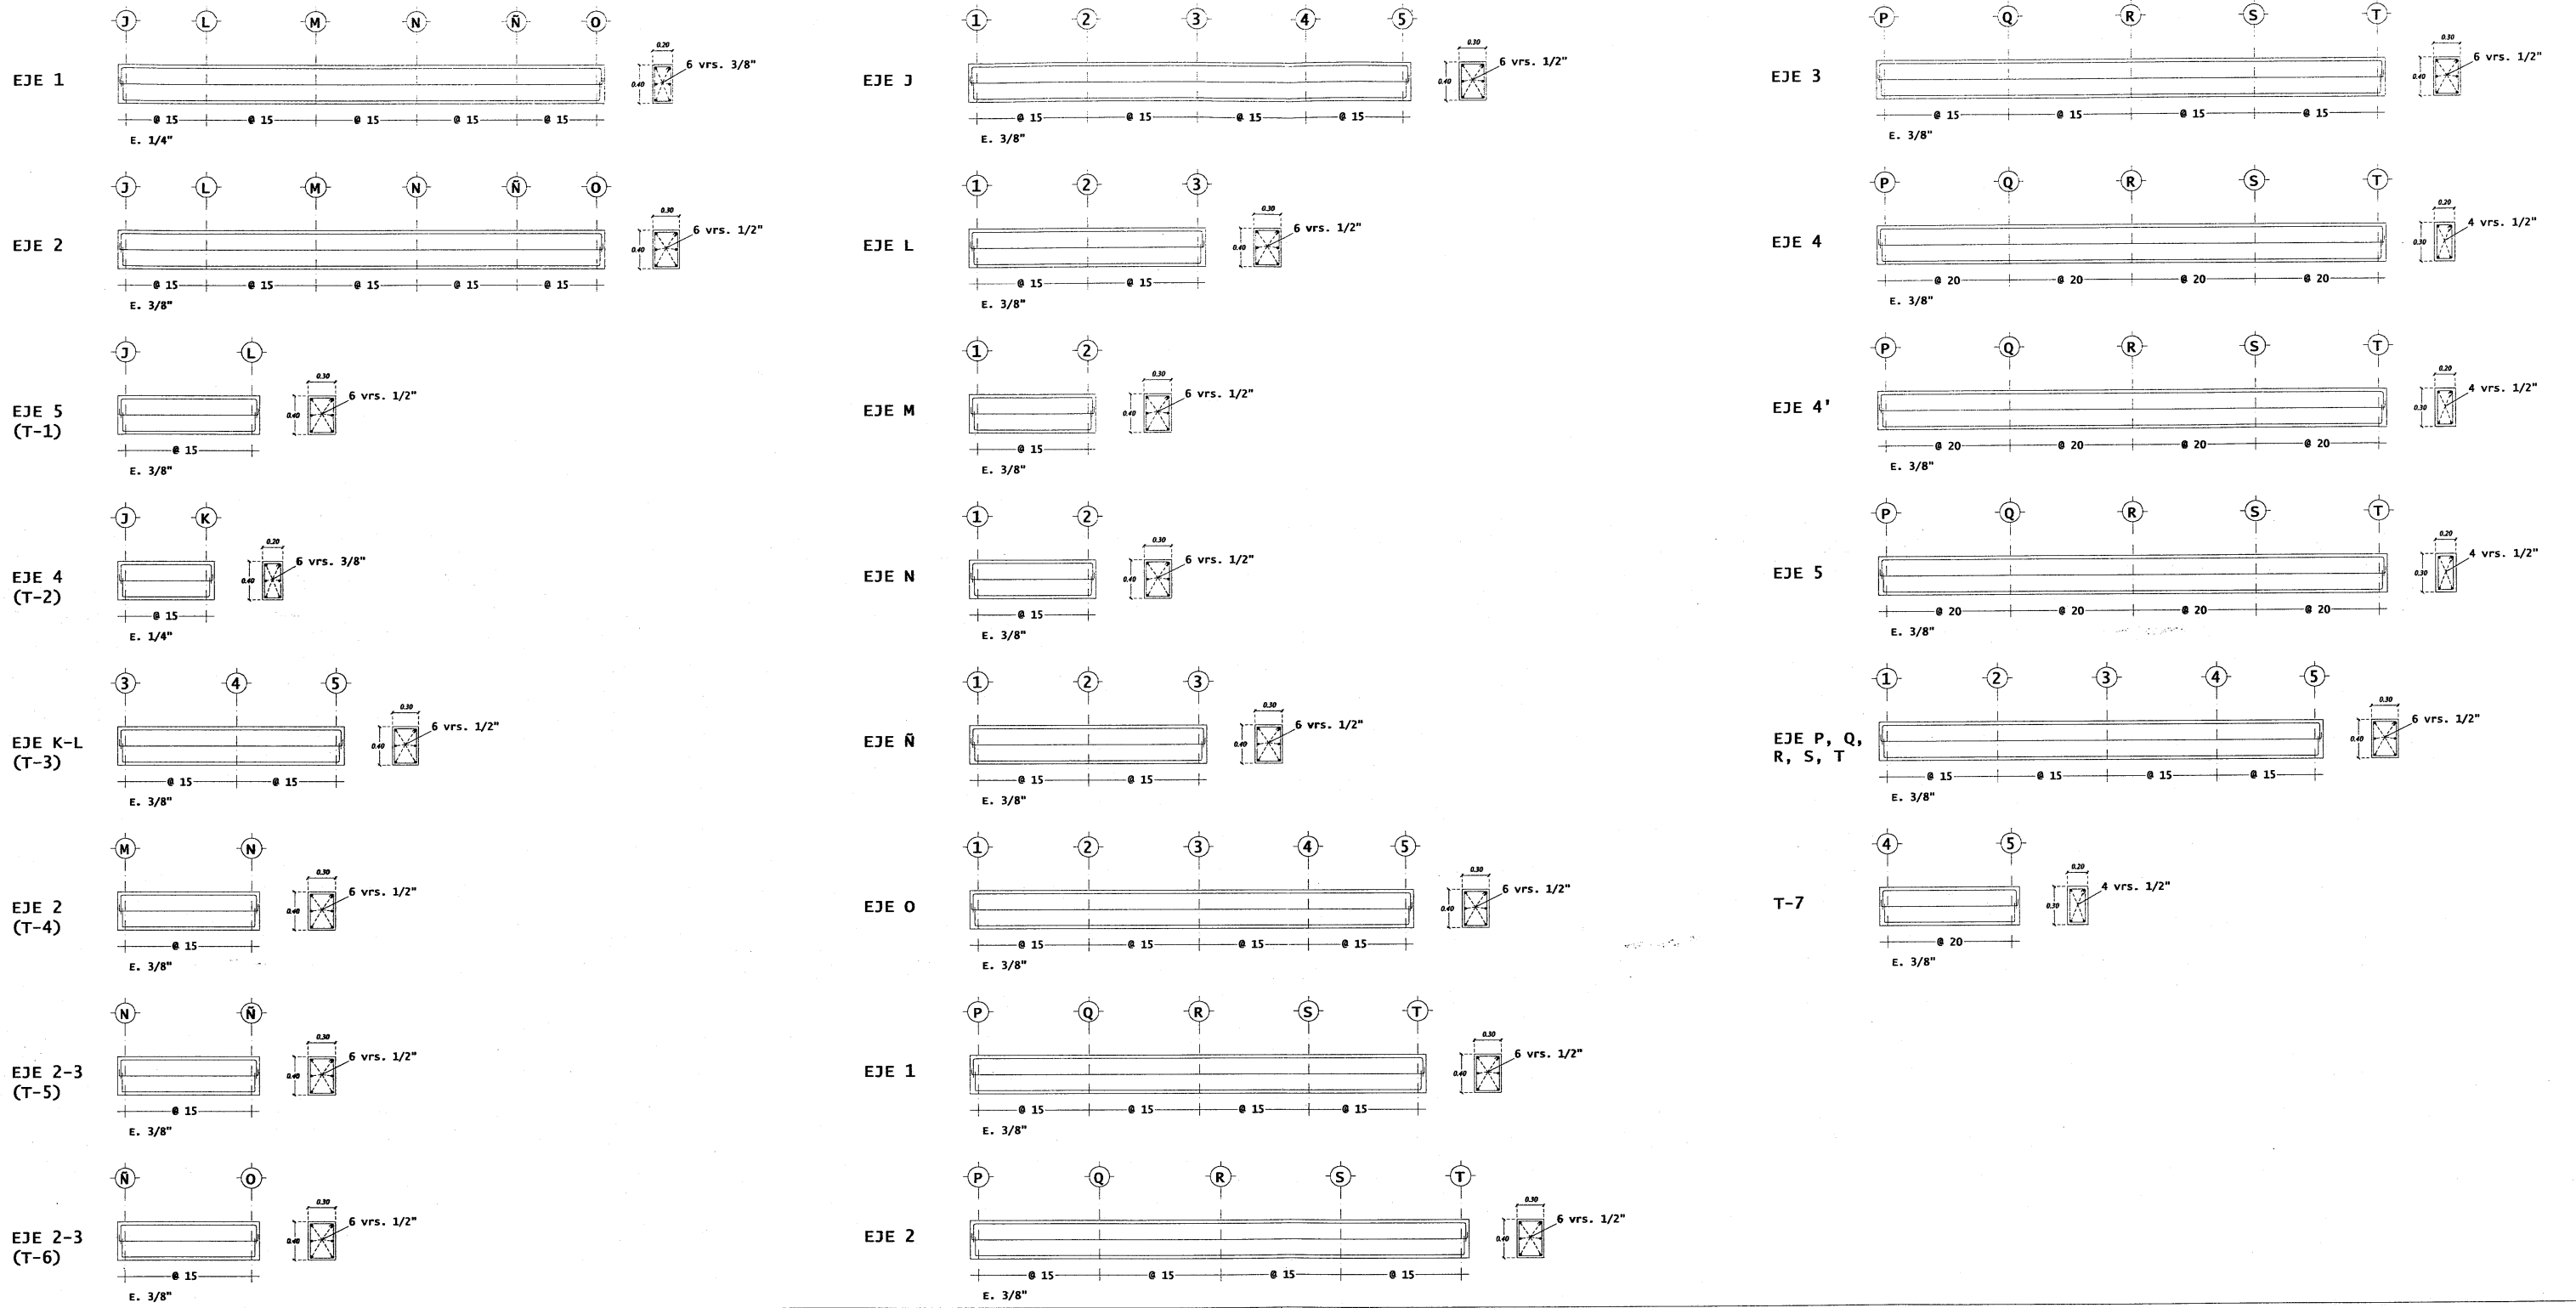 J L M N Ñ O
0.20
6 vrs. 3/8"
EJE 1
0.40
@ 15 @ 15 @ 15 @ 15 @ 15
E. 1/4"
J L M N Ñ O
0.30
6 vrs. 1/2"
EJE 2
0.40
@ 15 @ 15 @ 15 @ 15 @ 15
E. 3/8"
J L
0.30
6 vrs. 1/2"
EJE 5
(T-1)
0.40
@ 15
E. 3/8"
J K
0.20
6 vrs. 3/8"
EJE 4
(T-2)
0.40
@ 15
E. 1/4"
3 4 5
0.30
6 vrs. 1/2"
EJE K-L
(T-3)
0.40
@ 15 @ 15
E. 3/8"
M N
0.30
6 vrs. 1/2"
EJE 2
(T-4)
0.40
@ 15
E. 3/8"
N Ñ
0.30
6 vrs. 1/2"
EJE 2-3
(T-5)
0.40
@ 15
E. 3/8"
Ñ O
0.30
6 vrs. 1/2"
EJE 2-3
(T-6)
0.40
@ 15
E. 3/8"
1 2 3 4 5
0.30
6 vrs. 1/2"
EJE J
0.40
@ 15 @ 15 @ 15 @ 15
E. 3/8"
1 2 3
0.30
6 vrs. 1/2"
EJE L
0.40
@ 15 @ 15
E. 3/8"
1 2
0.30
6 vrs. 1/2"
EJE M
0.40
@ 15
E. 3/8"
1 2
0.30
6 vrs. 1/2"
EJE N
0.40
@ 15
E. 3/8"
1 2 3
0.30
6 vrs. 1/2"
EJE Ñ
0.40
@ 15 @ 15
E. 3/8"
1 2 3 4 5
0.30
6 vrs. 1/2"
EJE O
0.40
@ 15 @ 15 @ 15 @ 15
E. 3/8"
P Q R S T
0.30
6 vrs. 1/2"
EJE 1
0.40
@ 15 @ 15 @ 15 @ 15
E. 3/8"
P Q R S T
0.30
6 vrs. 1/2"
EJE 2
0.40
@ 15 @ 15 @ 15 @ 15
E. 3/8"
P Q R S T
0.30
6 vrs. 1/2"
EJE 3
0.40
@ 15 @ 15 @ 15 @ 15
E. 3/8"
P Q R S T
0.20
4 vrs. 1/2"
EJE 4
0.30
@ 20 @ 20 @ 20 @ 20
E. 3/8"
P Q R S T
0.20
4 vrs. 1/2"
EJE 4'
0.30
@ 20 @ 20 @ 20 @ 20
E. 3/8"
P Q R S T
0.20
4 vrs. 1/2"
EJE 5
0.30
@ 20 @ 20 @ 20 @ 20
E. 3/8"
1 2 3 4 5
0.30
6 vrs. 1/2"
EJE P, Q,
R, S, T
0.40
@ 15 @ 15 @ 15 @ 15
E. 3/8"
4 5
0.20
4 vrs. 1/2"
T-7
0.30
@ 20
E. 3/8"